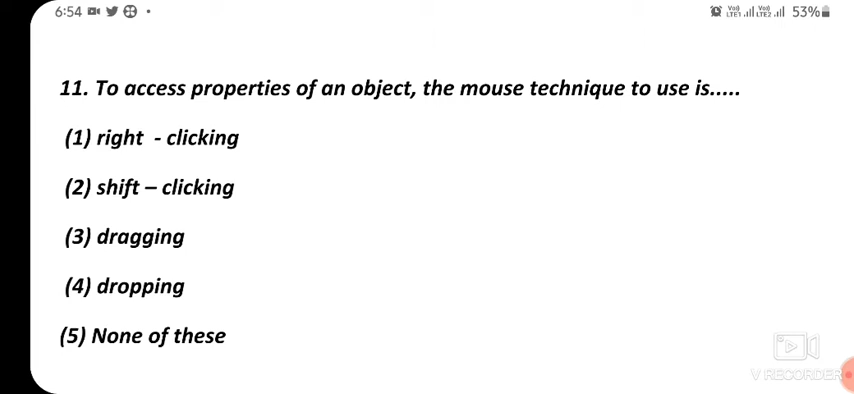 6:54
Vo) LTE1 Vo) LTE2 53%
11. To access properties of an object, the mouse technique to use is.....
(1) right - clicking
(2) shift – clicking
(3) dragging
(4) dropping
(5) None of these
V RECORDER